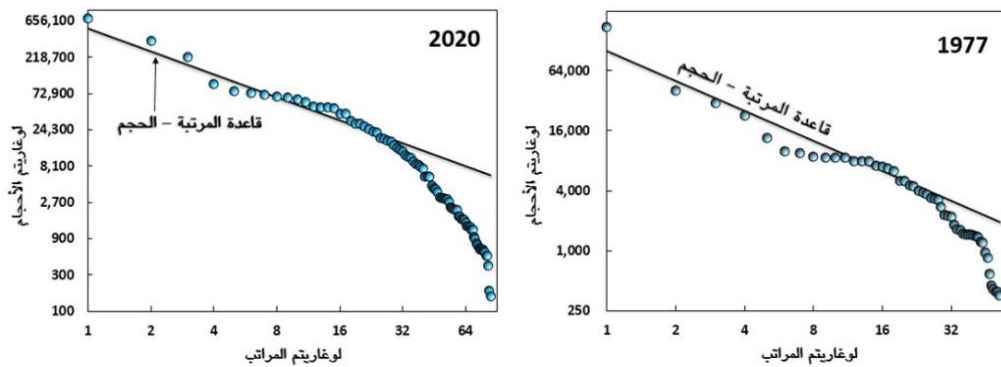 2020
656,100
218,700
72,900
24,300
8,100
2,700
900
300
100
لوغاريتم الأحجام
قاعدة المرتبة – الحجم
1 2 4 8 16 32 64
لوغاريتم المراتب
1977
64,000
16,000
4,000
1,000
250
لوغاريتم الأحجام
قاعدة المرتبة – الحجم
1 2 4 8 16 32
لوغاريتم المراتب